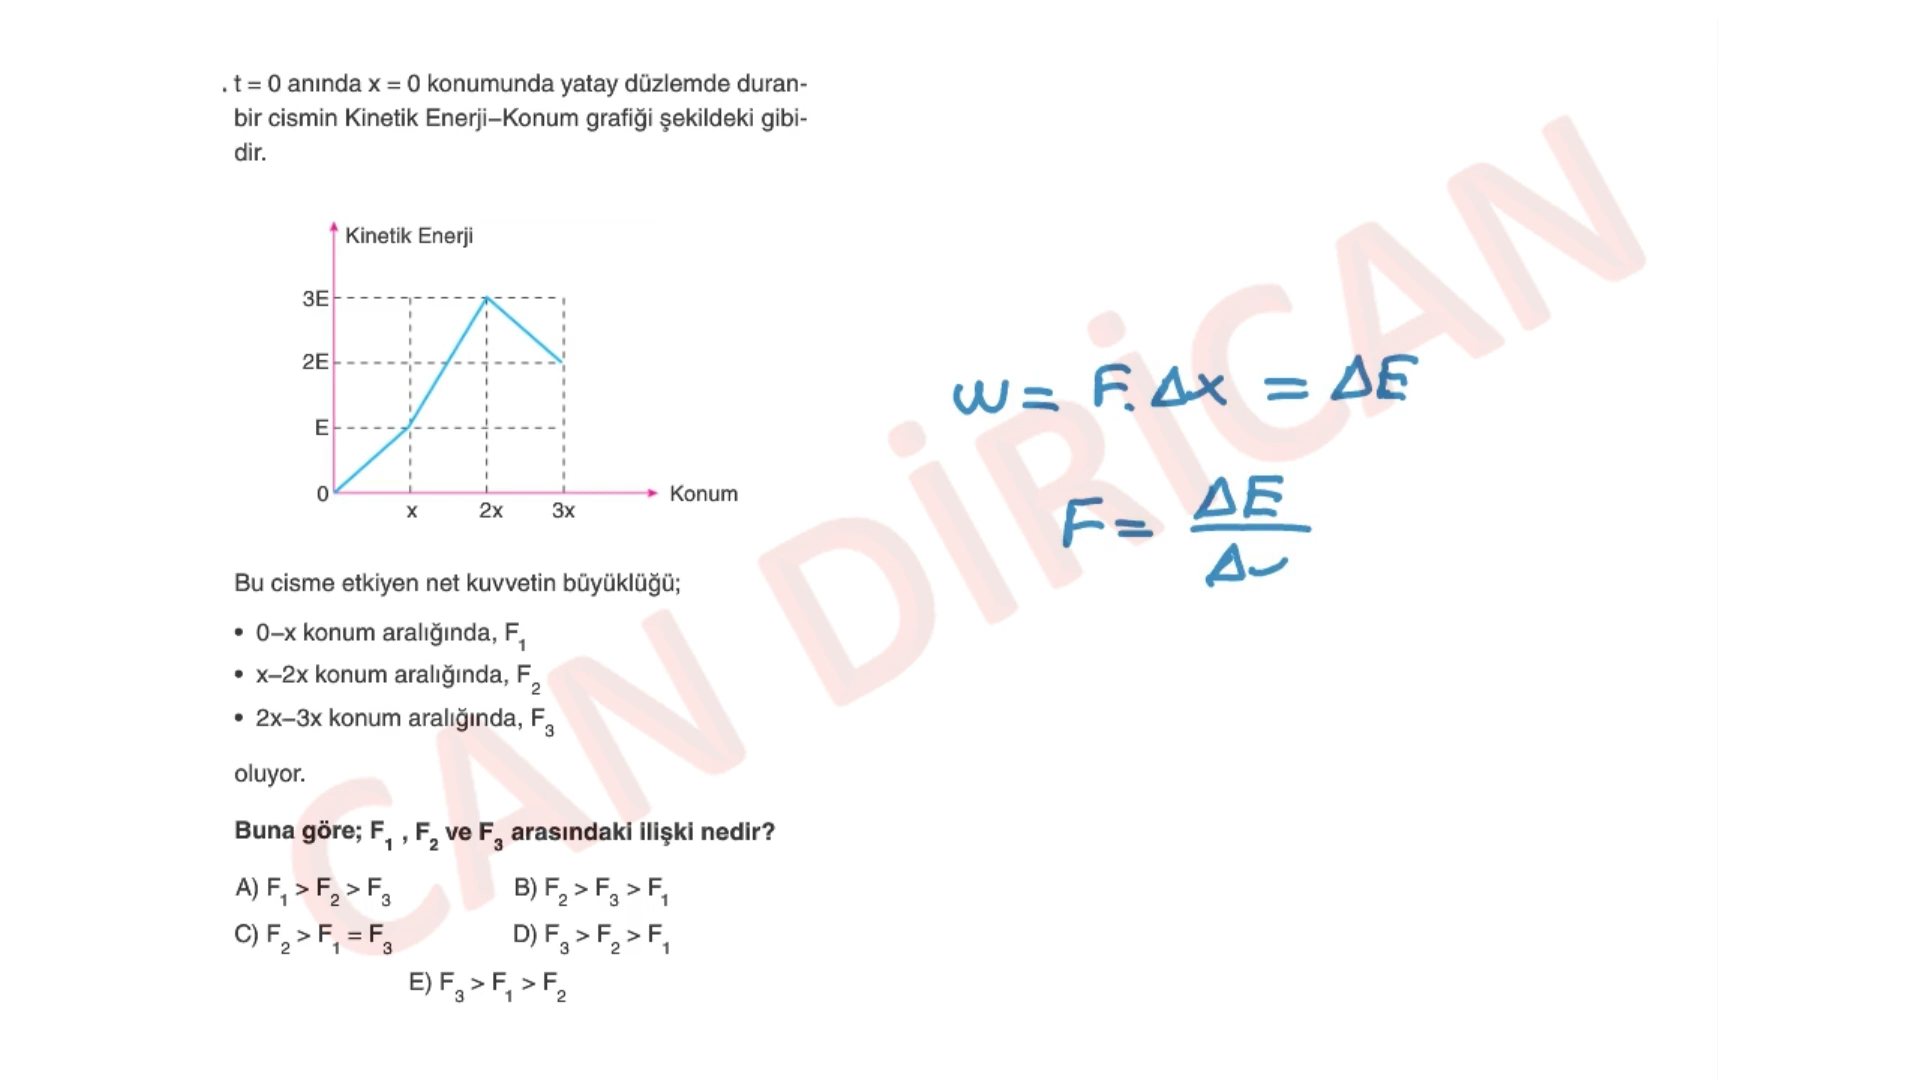 . t = 0 anında x = 0 konumunda yatay düzlemde duran-
bir cismin Kinetik Enerji–Konum grafiği şekildeki gibi-
dir.
Kinetik Enerji
3E
2E
E
0
x 2x 3x
Konum
W = F. Δx = ΔE
F = ΔE
Δ
Bu cisme etkiyen net kuvvetin büyüklüğü;
• 0–x konum aralığında, F₁
• x–2x konum aralığında, F₂
• 2x–3x konum aralığında, F₃
oluyor.
Buna göre; F₁ , F₂ ve F₃ arasındaki ilişki nedir?
A) F₁ > F₂ > F₃ B) F₂ > F₃ > F₁
C) F₂ > F₁ = F₃ D) F₃ > F₂ > F₁
E) F₃ > F₁ > F₂
CAN DİRİCAN